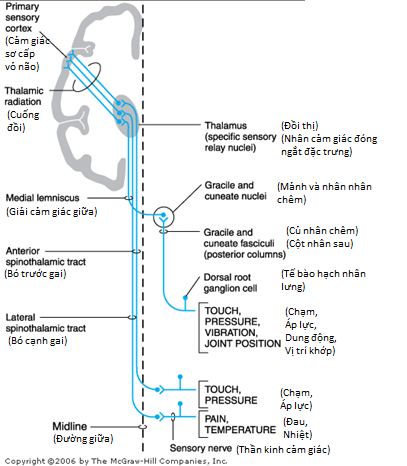 Primary
sensory
cortex
(Cảm giác
sơ cấp
vỏ não)
Thalamic
radiation
(Cuống
đồi)
Thalamus
(specific sensory
relay nuclei)
(Đồi thị)
(Nhân cảm giác đóng
ngắt đặc trưng)
Medial lemniscus
(Giải cảm giác giữa)
Gracile and
cuneate nuclei
(Mảnh và nhân nhân
chêm)
Gracile and
cuneate fasciculi
(posterior columns)
(Củ nhân chêm)
(Cột nhân sau)
Anterior
spinothalamic tract
(Bó trước gai)
Dorsal root
ganglion cell
(Tế bào hạch nhân
lưng)
Lateral
spinothalamic tract
(Bó cạnh gai)
TOUCH,
PRESSURE,
VIBRATION,
JOINT POSITION
(Chạm,
Áp lực,
Dung động,
Vị trí khớp)
TOUCH,
PRESSURE
(Chạm,
Áp lực)
PAIN,
TEMPERATURE
(Đau,
Nhiệt)
Midline
(Đường giữa)
Sensory nerve (Thần kinh cảm giác)
Copyright ©2006 by The McGraw-Hill Companies, Inc.